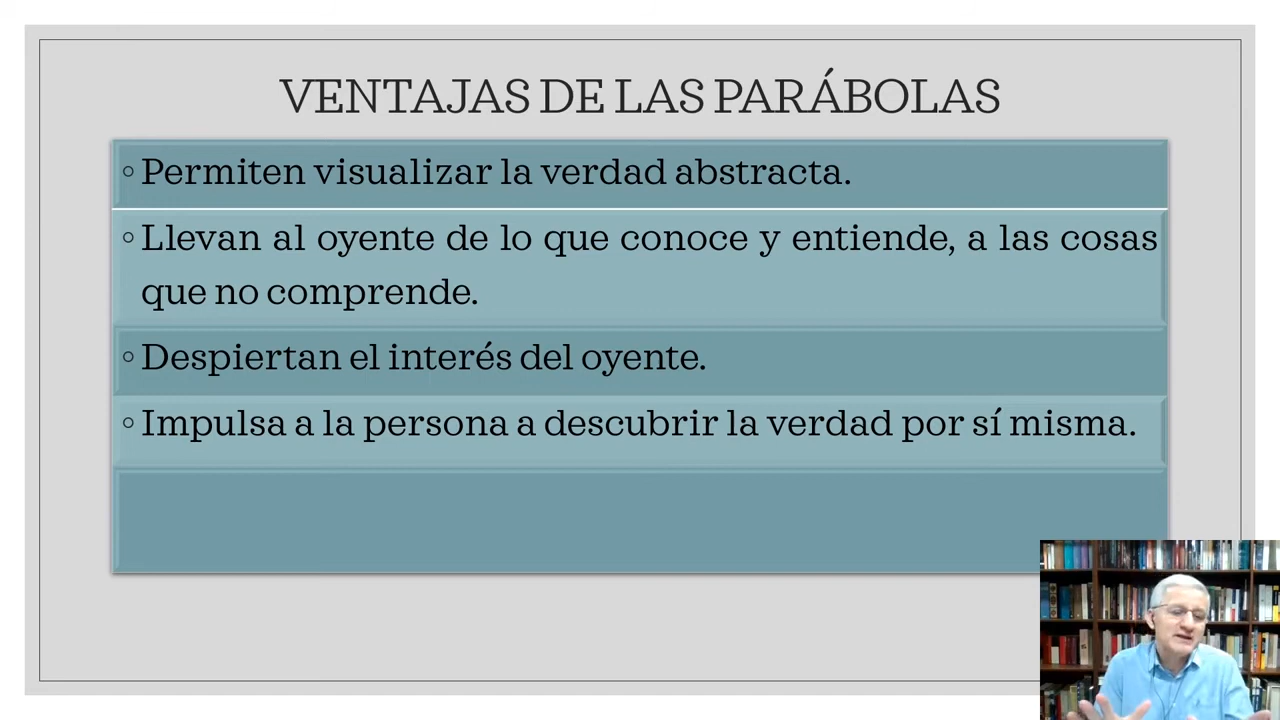 VENTAJAS DE LAS PARÁBOLAS
◦Permiten visualizar la verdad abstracta.
◦Llevan al oyente de lo que conoce y entiende, a las cosas
que no comprende.
◦Despiertan el interés del oyente.
◦Impulsa a la persona a descubrir la verdad por sí misma.